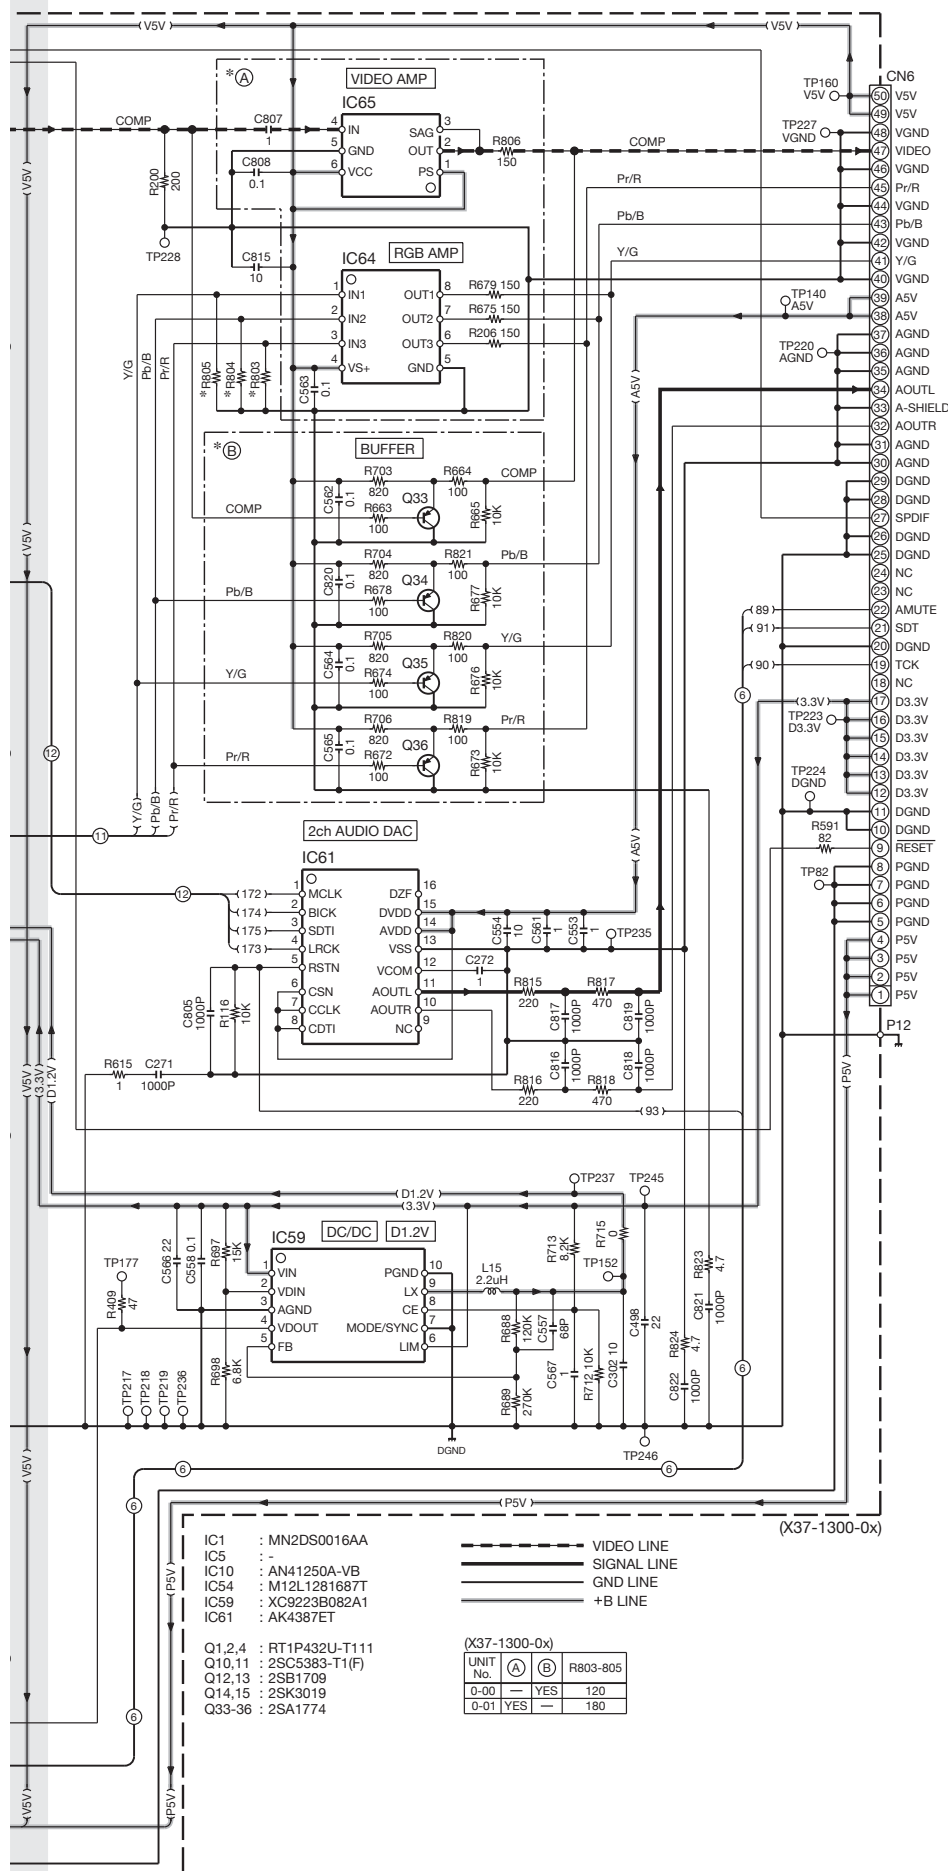 V5V
V5V
CN6
*A
VIDEO AMP
TP160
V5V
50 V5V
49 V5V
TP227
VGND
48 VGND
47 VIDEO
46 VGND
45 Pr/R
44 VGND
43 Pb/B
42 VGND
41 Y/G
40 VGND
TP140
A5V
39 A5V
38 A5V
37 AGND
TP220
AGND
36 AGND
35 AGND
34 AOUTL
33 A-SHIELD
32 AOUTR
31 AGND
30 AGND
29 DGND
28 DGND
27 SPDIF
26 DGND
25 DGND
24 NC
23 NC
22 AMUTE
21 SDT
20 DGND
19 TCK
18 NC
17 D3.3V
TP223
D3.3V
16 D3.3V
15 D3.3V
14 D3.3V
13 D3.3V
12 D3.3V
TP224
DGND
11 DGND
10 DGND
R591
82
9 RESET
8 PGND
TP82
7 PGND
6 PGND
5 PGND
4 P5V
3 P5V
2 P5V
1 P5V
P12
COMP
C807
1
IC65
4 IN
5 GND
6 VCC
SAG 3
OUT 2
PS 1
R806
150
COMP
V5V
R200
200
C808
0.1
TP228
C815
10
Pr/R
Pb/B
Y/G
IC64
RGB AMP
1 IN1
2 IN2
3 IN3
4 VS+
OUT1 8
OUT2 7
OUT3 6
GND 5
R679 150
R675 150
R206 150
Y/G
Pb/B
Pr/R
*R805
*R804
*R803
C563
0.1
A5V
*B
BUFFER
C562
0.1
R703
820
R663
100
Q33
R664
100
R665
10K
COMP
COMP
V5V
C820
0.1
R704
820
R678
100
Q34
R821
100
R677
10K
Pb/B
Pb/B
C564
0.1
R705
820
R674
100
Q35
R820
100
R676
10K
Y/G
Y/G
C565
0.1
R706
820
R672
100
Q36
R819
100
R673
10K
Pr/R
Pr/R
89
91
90
6
3.3V
12
Y/G
Pb/B
Pr/R
11
A5V
2ch AUDIO DAC
IC61
12
172
174
175
173
1 MCLK
2 BICK
3 SDTI
4 LRCK
5 RSTN
6 CSN
7 CCLK
8 CDTI
DZF 16
DVDD 15
AVDD 14
VSS 13
VCOM 12
AOUTL 11
AOUTR 10
NC 9
C554
10
C561
1
C553
1
TP235
C272
1
R815
220
R817
470
C817
1000P
C819
1000P
C816
1000P
C818
1000P
R816
220
R818
470
C805
1000P
R116
10K
R615
1
C271
1000P
93
V5V
3.3V
D1.2V
P5V
D1.2V
3.3V
TP237
TP245
IC59
DC/DC
D1.2V
C566 22
C558 0.1
R697
15K
TP177
R409
47
1 VIN
2 VDIN
3 AGND
4 VDOUT
5 FB
PGND 10
LX 9
CE 8
MODE/SYNC 7
LIM 6
L15
2.2uH
R713
8.2K
R715
0
TP152
R688
120K
C557
68P
R698
6.8K
R689
270K
C567
1
R712 10K
C302 10
C498
22
R823
4.7
C821
1000P
R824
4.7
C822
1000P
TP217
TP218
TP219
TP236
DGND
TP246
6
V5V
6
6
6
P5V
(X37-1300-0x)
P5V
IC1 : MN2DS0016AA
IC5 : -
IC10 : AN41250A-VB
IC54 : M12L1281687T
IC59 : XC9223B082A1
IC61 : AK4387ET
Q1,2,4 : RT1P432U-T111
Q10,11 : 2SC5383-T1(F)
Q12,13 : 2SB1709
Q14,15 : 2SK3019
Q33-36 : 2SA1774
VIDEO LINE
SIGNAL LINE
GND LINE
+B LINE
(X37-1300-0x)
UNIT No. A B R803-805
0-00 — YES 120
0-01 YES — 180
6
V5V
P5V